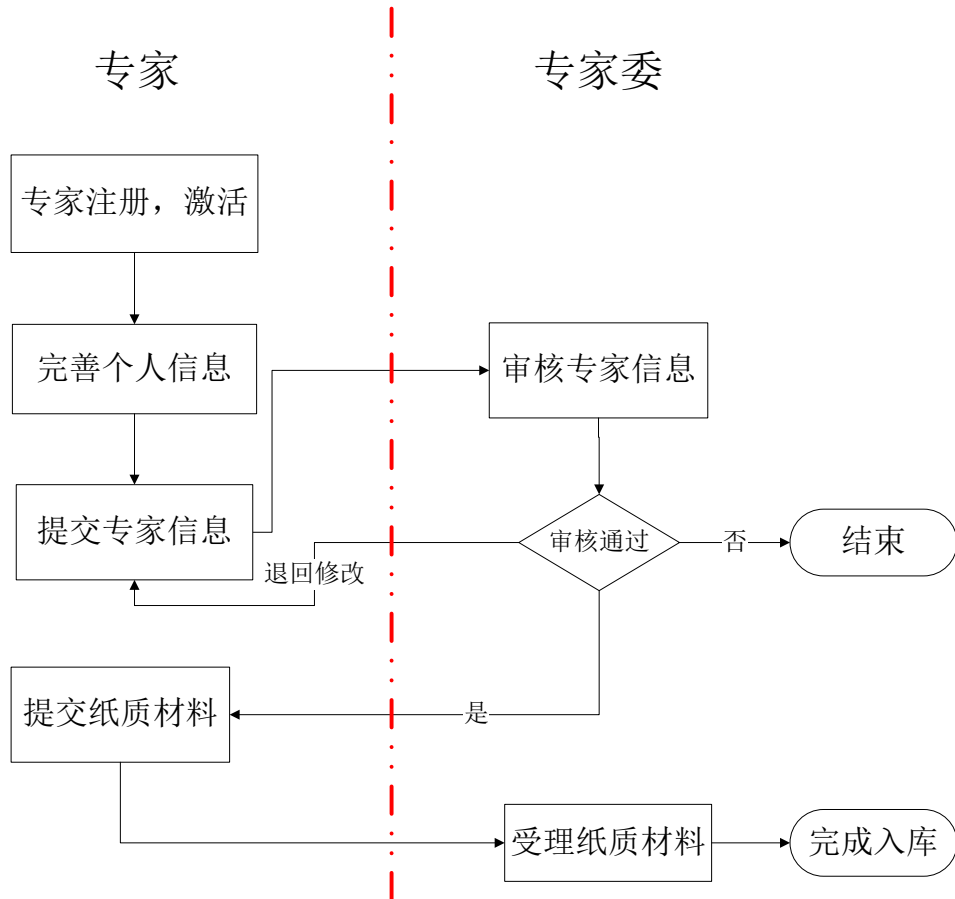 专家
专家委
专家注册，激活
完善个人信息
审核专家信息
提交专家信息
审核通过
否
结束
退回修改
提交纸质材料
是
受理纸质材料
完成入库